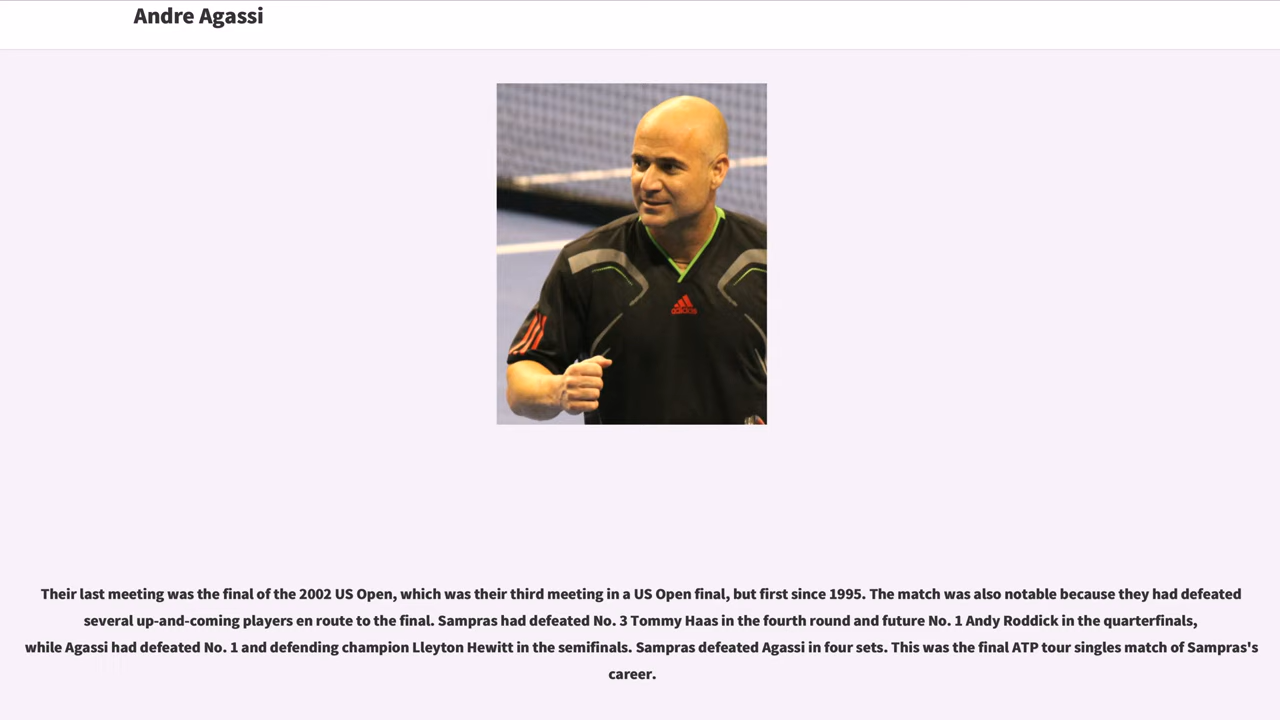 Andre Agassi
adidas
Their last meeting was the final of the 2002 US Open, which was their third meeting in a US Open final, but first since 1995. The match was also notable because they had defeated
several up-and-coming players en route to the final. Sampras had defeated No. 3 Tommy Haas in the fourth round and future No. 1 Andy Roddick in the quarterfinals,
while Agassi had defeated No. 1 and defending champion Lleyton Hewitt in the semifinals. Sampras defeated Agassi in four sets. This was the final ATP tour singles match of Sampras's
career.